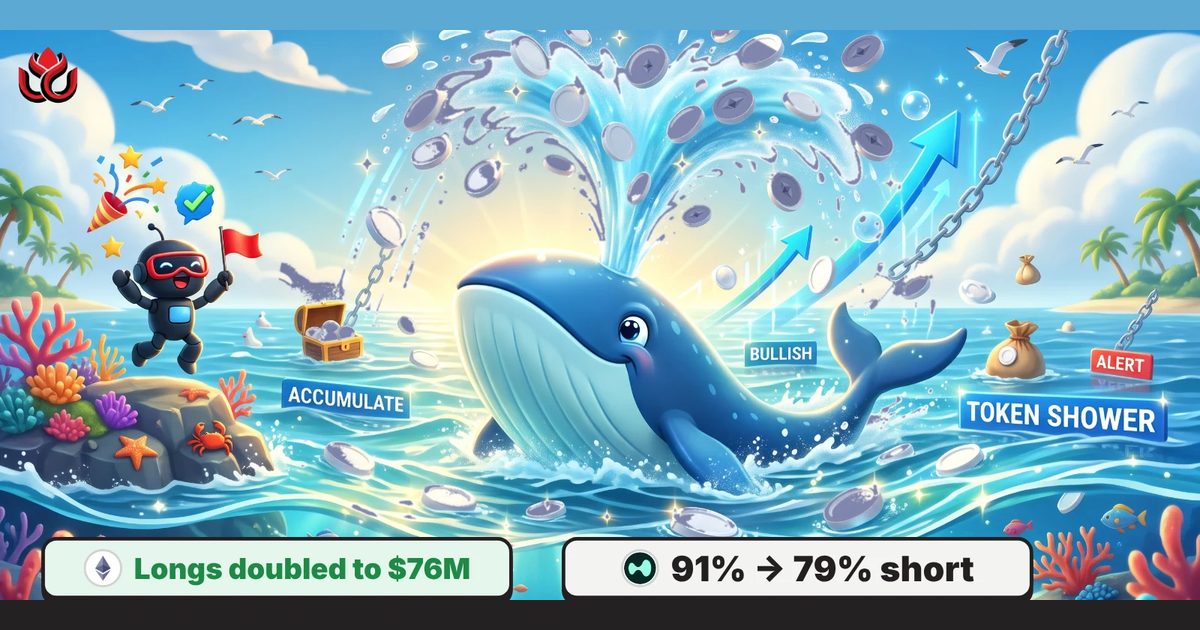 ACCUMULATE
BULLISH
ALERT
TOKEN SHOWER
Longs doubled to $76M
91% → 79% short